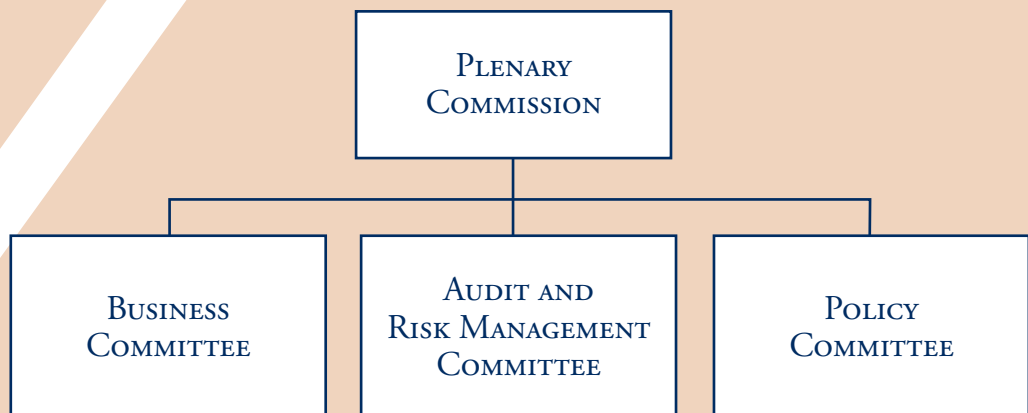 Plenary
Commission
Business
Committee
Audit and
Risk Management
Committee
Policy
Committee